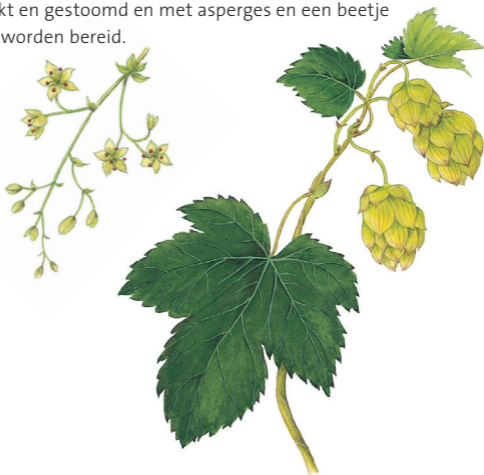 kt en gestoomd en met asperges en een beetje
worden bereid.